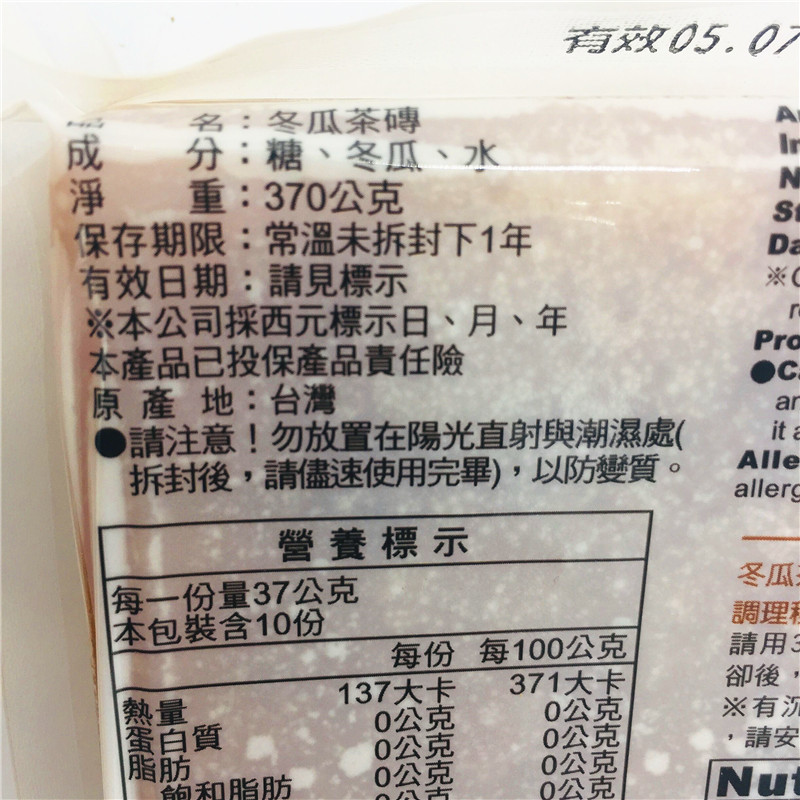 有效05.07
名：冬瓜茶磚
成 分：糖、冬瓜、水
淨 重：370公克
保存期限：常溫未拆封下1年
有效日期：請見標示
※本公司採西元標示日、月、年
本產品已投保產品責任險
原 產 地：台灣
●請注意！勿放置在陽光直射與潮濕處(
拆封後，請儘速使用完畢)，以防變質。
營養標示
每一份量37公克
本包裝含10份
每份 每100公克
熱量 137大卡 371大卡
蛋白質 0公克 0公克
脂肪 0公克 0公克
飽和脂肪 0公克 0公克
In
N
St
Da
Pro
it a
Alle
allerg
冬瓜
調理
請用3
卻後，
※有沉
，請安
Nut